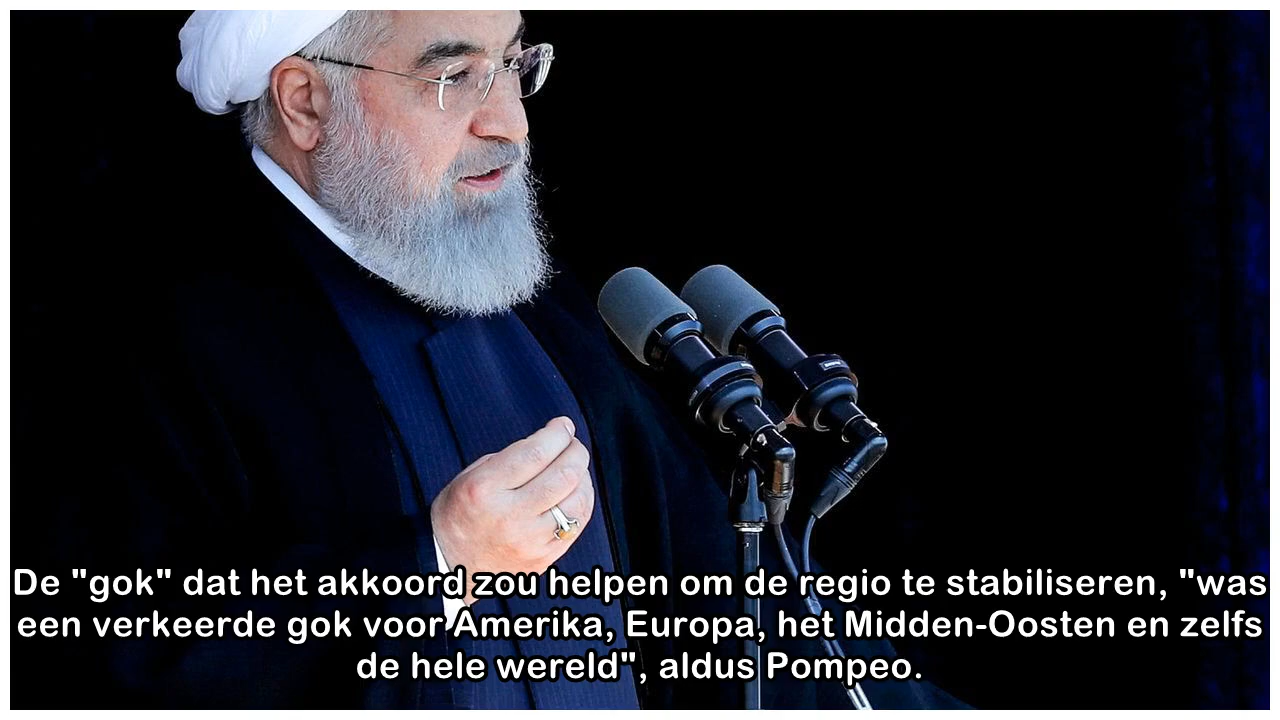 De "gok" dat het akkoord zou helpen om de regio te stabiliseren, "was
een verkeerde gok voor Amerika, Europa, het Midden-Oosten en zelfs
de hele wereld", aldus Pompeo.